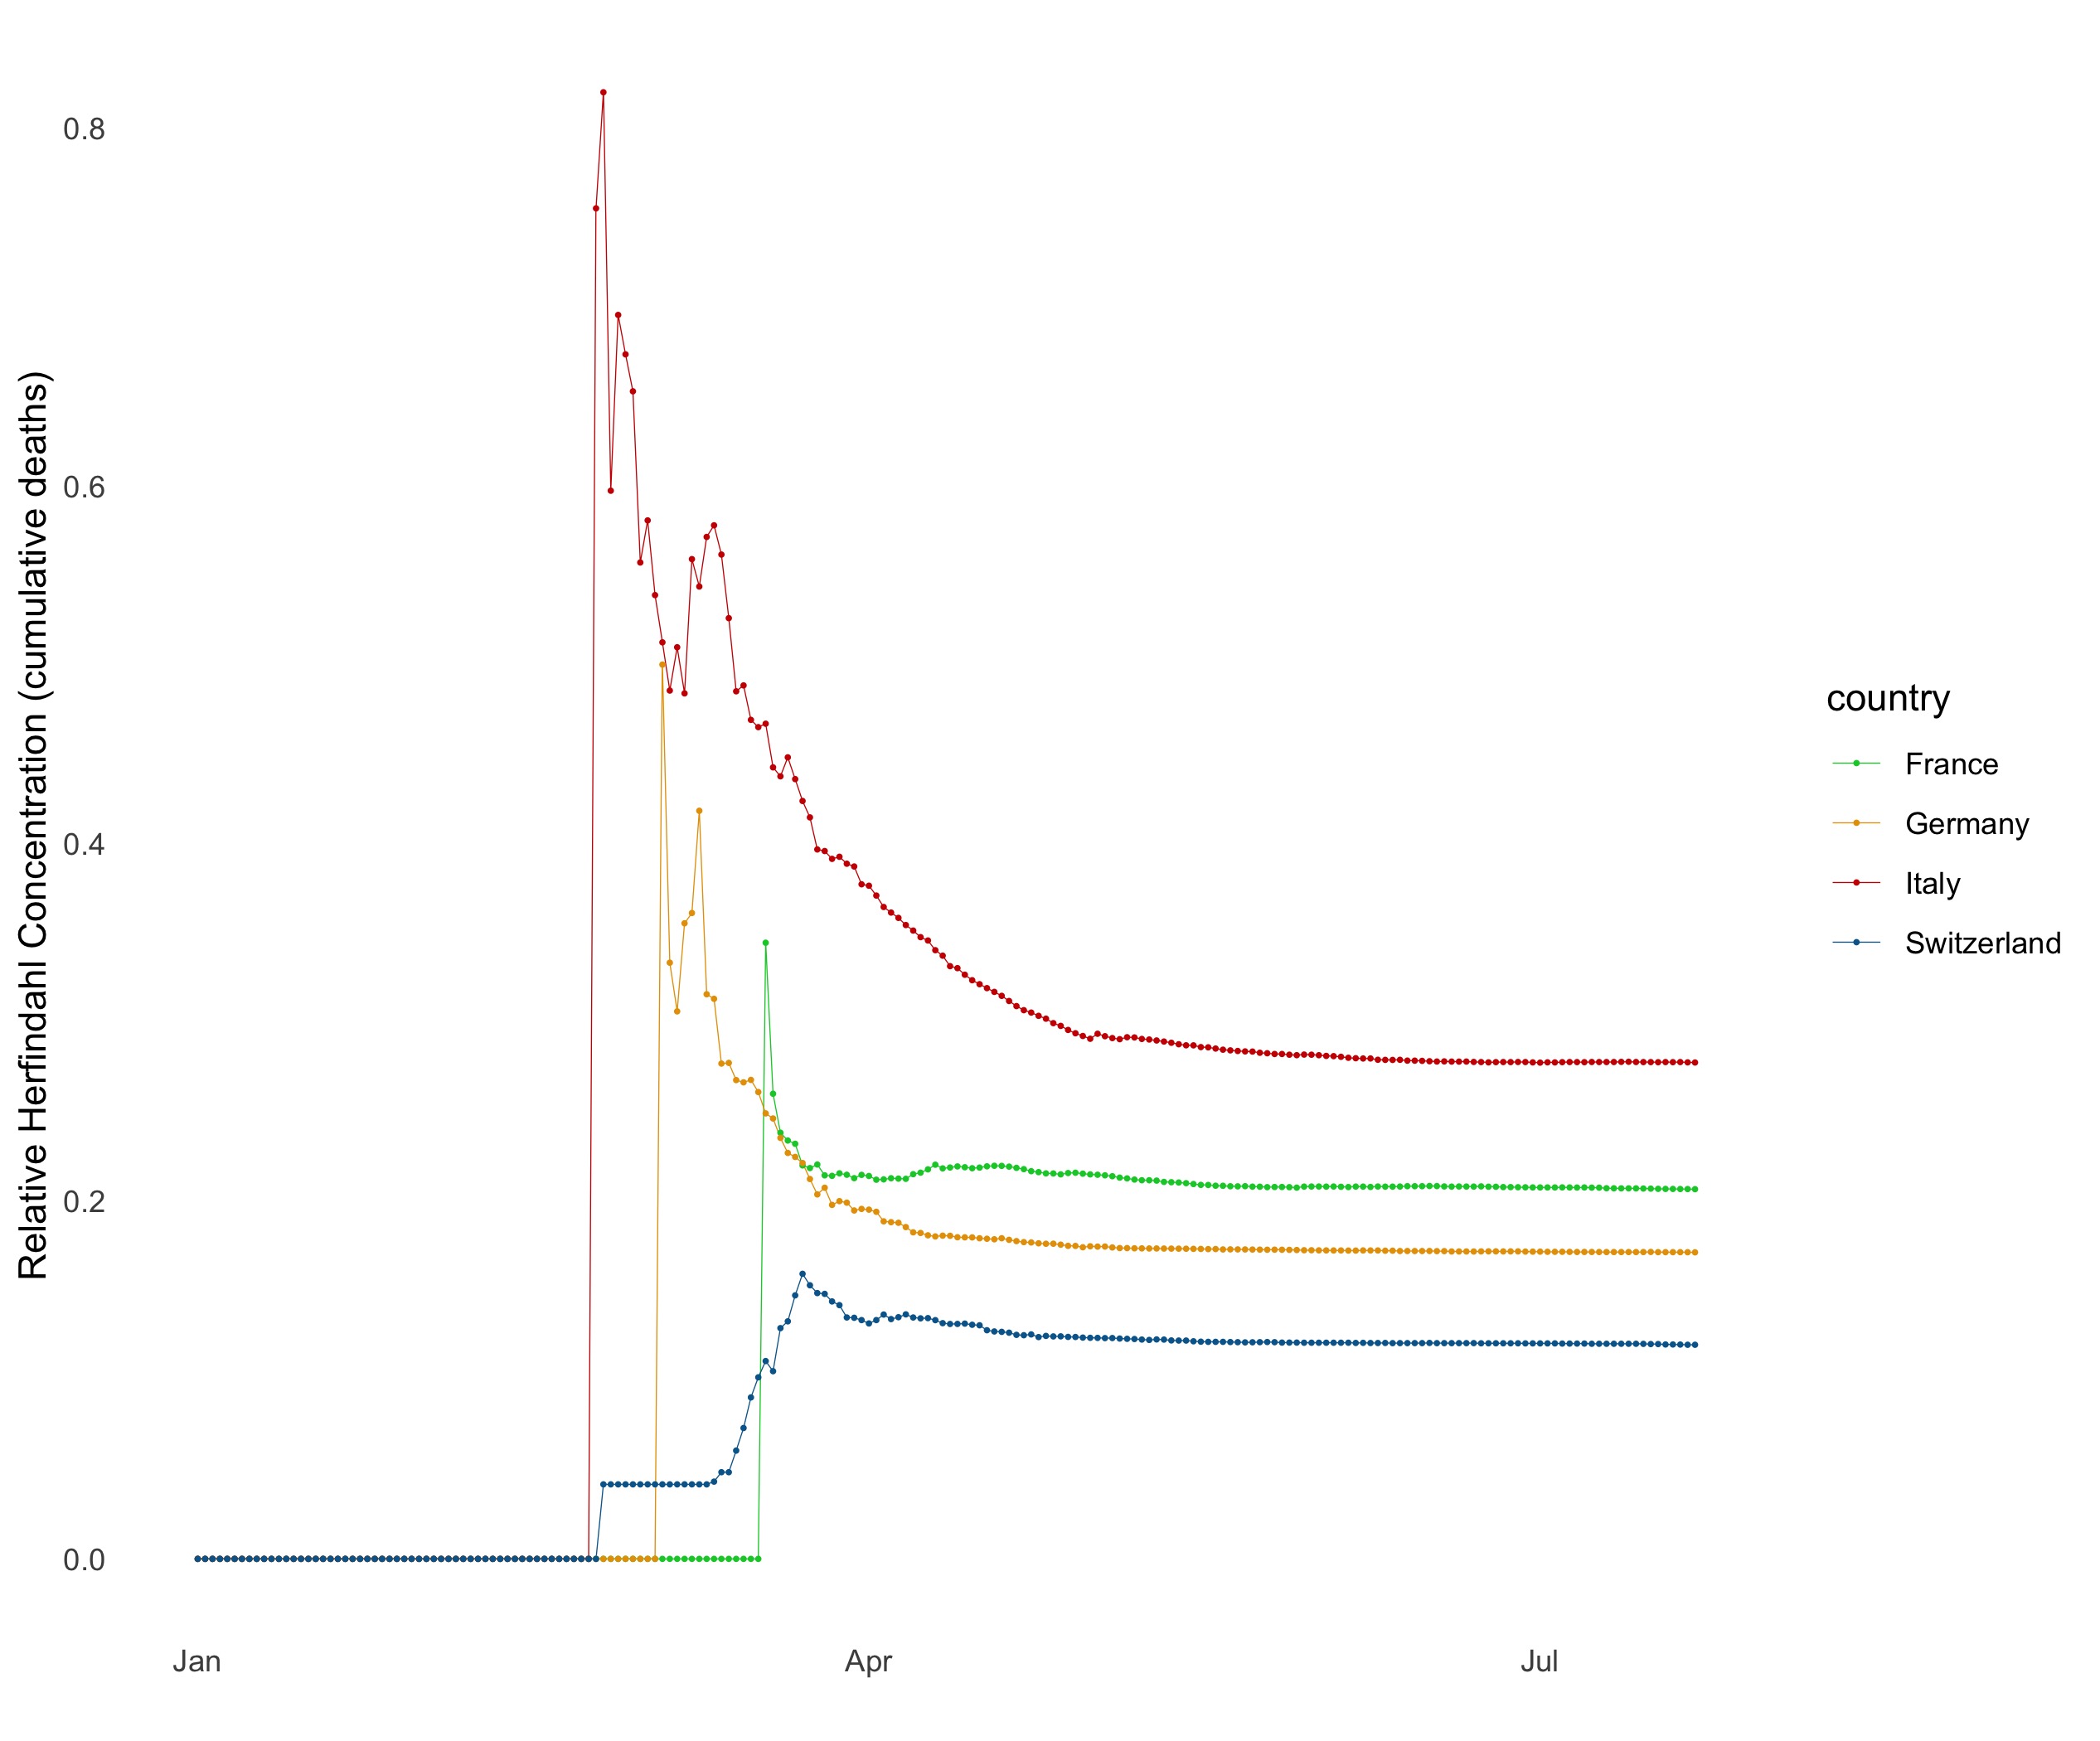 Relative Herfindahl Concentration (cumulative deaths)
0.8
0.6
0.4
0.2
0.0
Jan
Apr
Jul
country
France
Germany
Italy
Switzerland